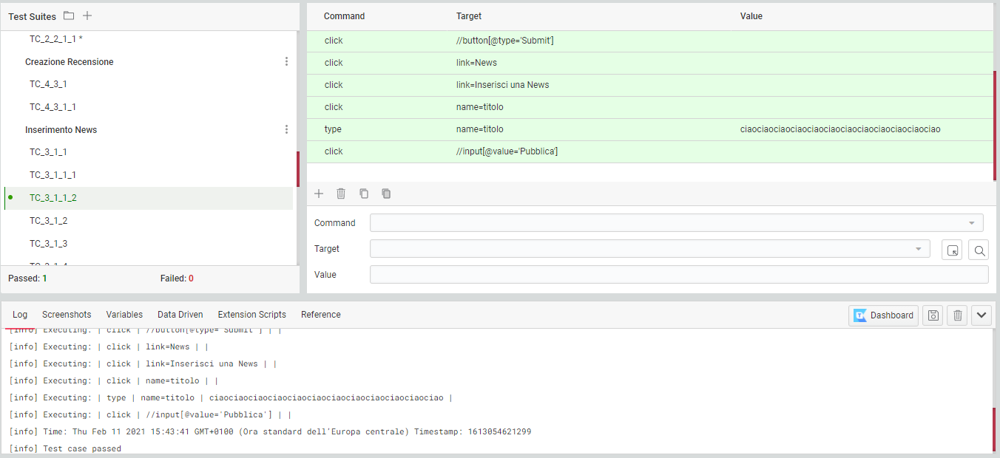 Test Suites
TC_2_2_1_1 *
Creazione Recensione
TC_4_3_1
TC_4_3_1_1
Inserimento News
TC_3_1_1
TC_3_1_1_1
TC_3_1_1_2
TC_3_1_2
TC_3_1_3
TC_3_1_4
Passed: 1 Failed: 0
Command Target Value
click //button[@type='Submit']
click link=News
click link=Inserisci una News
click name=titolo
type name=titolo ciaociaociaociaociaociaociaociaociaociaociaociao
click //input[@value='Pubblica']
Command
Target
Value
Log Screenshots Variables Data Driven Extension Scripts Reference Dashboard
[info] Executing: | click | //button[@type='Submit'] | |
[info] Executing: | click | link=News | |
[info] Executing: | click | link=Inserisci una News | |
[info] Executing: | click | name=titolo | |
[info] Executing: | type | name=titolo | ciaociaociaociaociaociaociaociaociaociaociaociao |
[info] Executing: | click | //input[@value='Pubblica'] | |
[info] Time: Thu Feb 11 2021 15:43:41 GMT+0100 (Ora standard dell'Europa centrale) Timestamp: 1613054621299
[info] Test case passed